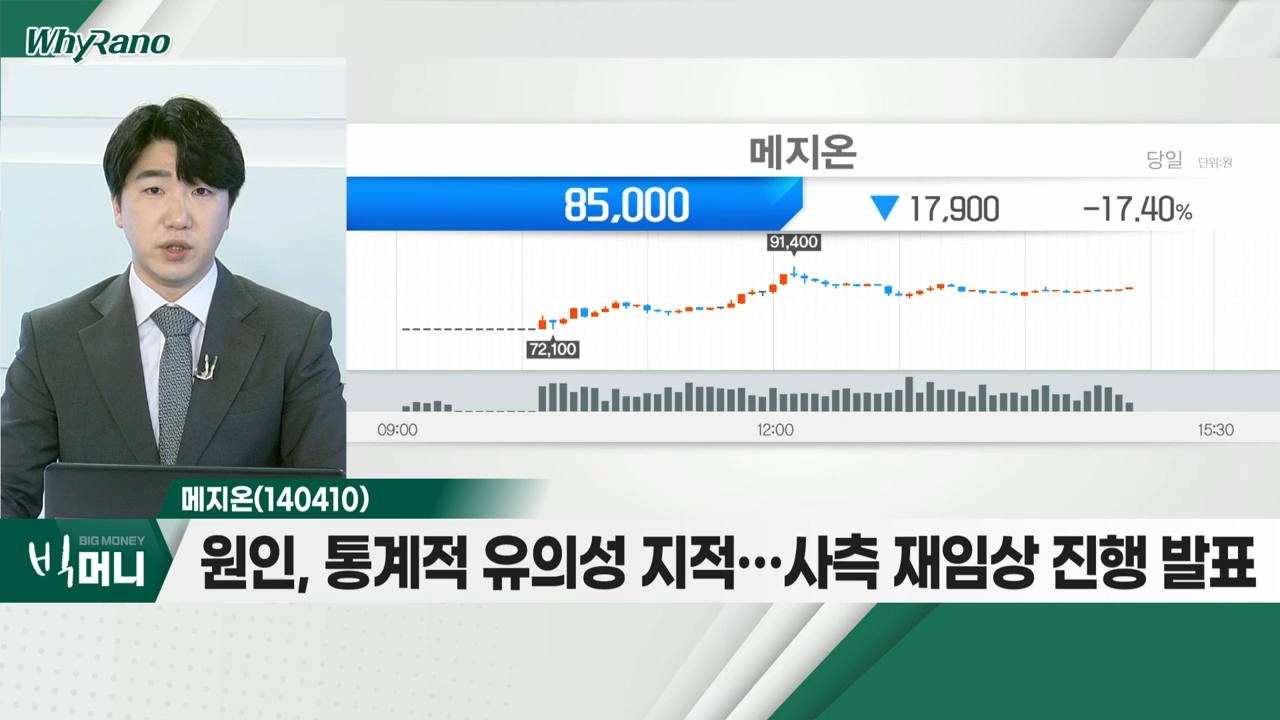 WhyRano
메지온
당일 단위:원
85,000 ▼ 17,900 -17.40%
91,400
72,100
09:00 12:00 15:30
메지온(140410)
BIG MONEY
빅머니
원인, 통계적 유의성 지적…사측 재임상 진행 발표